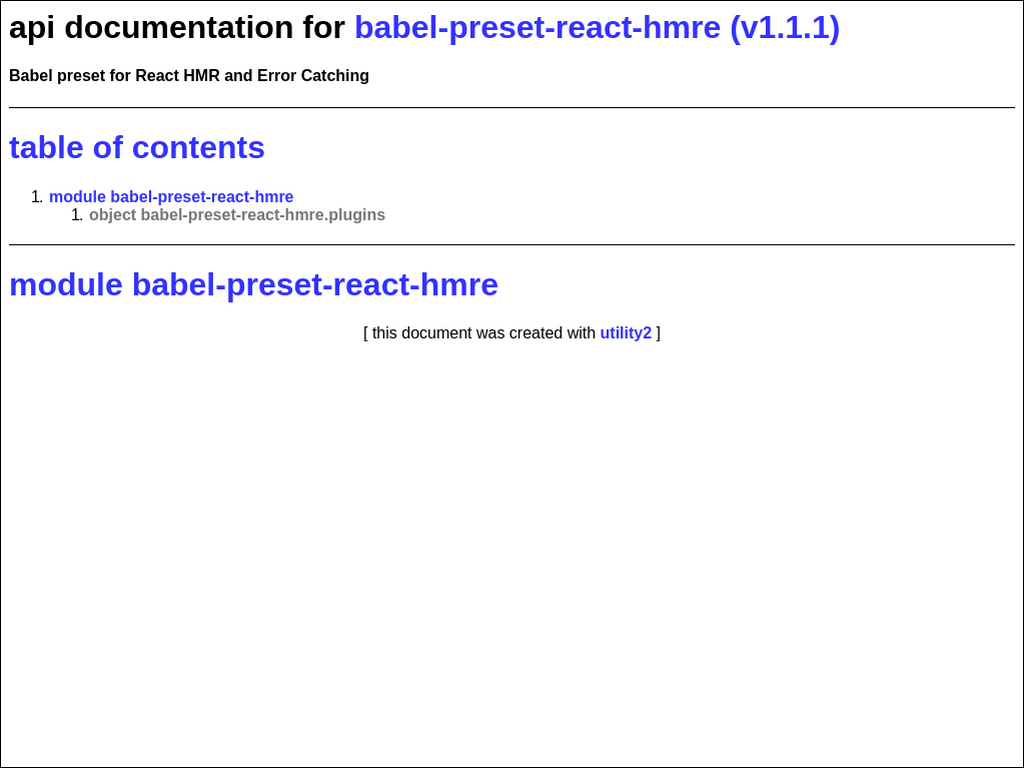 api documentation for babel-preset-react-hmre (v1.1.1)
Babel preset for React HMR and Error Catching
table of contents
1. module babel-preset-react-hmre
1. object babel-preset-react-hmre.plugins
module babel-preset-react-hmre
[ this document was created with utility2 ]